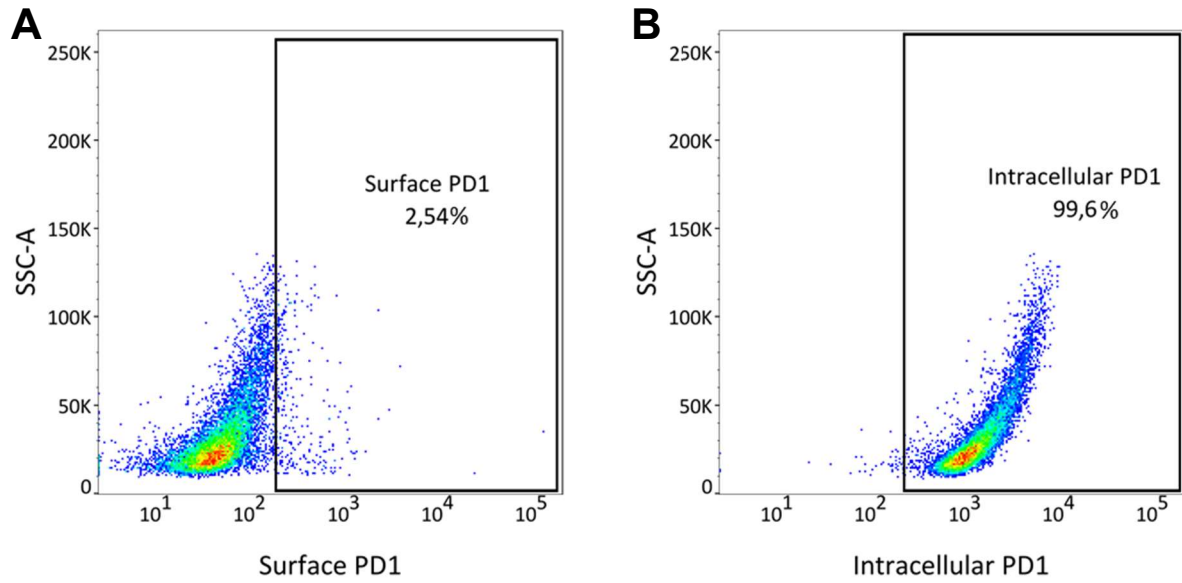 A
250K
200K
150K
100K
50K
0
SSC-A
Surface PD1
2,54%
10^1 10^2 10^3 10^4 10^5
Surface PD1
B
250K
200K
150K
100K
50K
0
SSC-A
Intracellular PD1
99,6%
10^1 10^2 10^3 10^4 10^5
Intracellular PD1